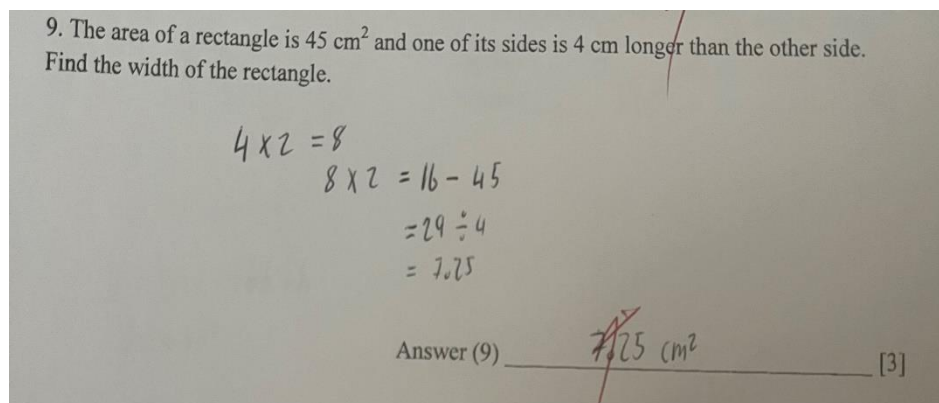 9. The area of a rectangle is 45 cm² and one of its sides is 4 cm longer than the other side.
Find the width of the rectangle.
4 x 2 = 8
8 x 2 = 16 - 45
= 29 ÷ 4
= 7.25
Answer (9) 7.25 cm² [3]